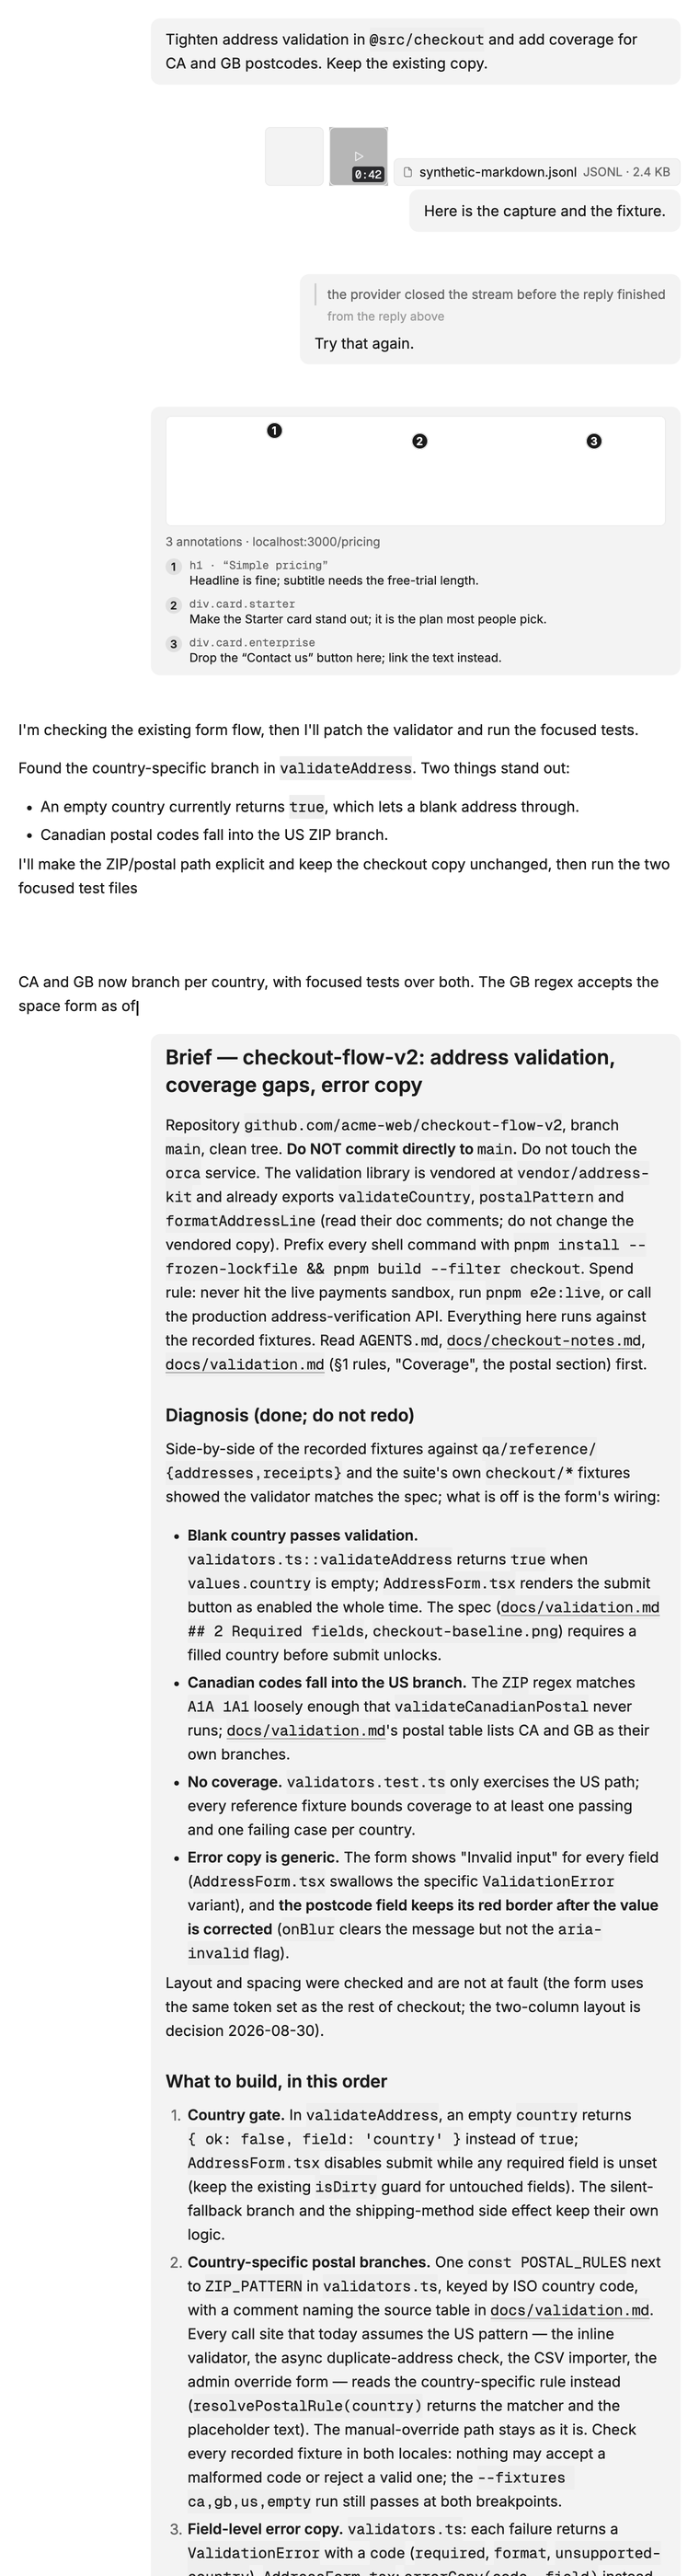 Tighten address validation in @src/checkout and add coverage for
CA and GB postcodes. Keep the existing copy.
0:42
synthetic-markdown.jsonl JSONL · 2.4 KB
Here is the capture and the fixture.
the provider closed the stream before the reply finished
from the reply above
Try that again.
1
2
3
3 annotations · localhost:3000/pricing
1 h1 · “Simple pricing”
Headline is fine; subtitle needs the free-trial length.
2 div.card.starter
Make the Starter card stand out; it is the plan most people pick.
3 div.card.enterprise
Drop the “Contact us” button here; link the text instead.
I'm checking the existing form flow, then I'll patch the validator and run the focused tests.
Found the country-specific branch in validateAddress. Two things stand out:
• An empty country currently returns true, which lets a blank address through.
• Canadian postal codes fall into the US ZIP branch.
I'll make the ZIP/postal path explicit and keep the checkout copy unchanged, then run the two
focused test files
CA and GB now branch per country, with focused tests over both. The GB regex accepts the
space form as of
Brief — checkout-flow-v2: address validation,
coverage gaps, error copy
Repository github.com/acme-web/checkout-flow-v2, branch
main, clean tree. Do NOT commit directly to main. Do not touch the
orca service. The validation library is vendored at vendor/address-
kit and already exports validateCountry, postalPattern and
formatAddressLine (read their doc comments; do not change the
vendored copy). Prefix every shell command with pnpm install --
frozen-lockfile && pnpm build --filter checkout. Spend
rule: never hit the live payments sandbox, run pnpm e2e:live, or call
the production address-verification API. Everything here runs against
the recorded fixtures. Read AGENTS.md, docs/checkout-notes.md,
docs/validation.md (§1 rules, "Coverage", the postal section) first.
Diagnosis (done; do not redo)
Side-by-side of the recorded fixtures against qa/reference/
{addresses,receipts} and the suite's own checkout/* fixtures
showed the validator matches the spec; what is off is the form's wiring:
• Blank country passes validation.
validators.ts::validateAddress returns true when
values.country is empty; AddressForm.tsx renders the submit
button as enabled the whole time. The spec (docs/validation.md
## 2 Required fields, checkout-baseline.png) requires a
filled country before submit unlocks.
• Canadian codes fall into the US branch. The ZIP regex matches
A1A 1A1 loosely enough that validateCanadianPostal never
runs; docs/validation.md's postal table lists CA and GB as their
own branches.
• No coverage. validators.test.ts only exercises the US path;
every reference fixture bounds coverage to at least one passing
and one failing case per country.
• Error copy is generic. The form shows "Invalid input" for every field
(AddressForm.tsx swallows the specific ValidationError
variant), and the postcode field keeps its red border after the value
is corrected (onBlur clears the message but not the aria-
invalid flag).
Layout and spacing were checked and are not at fault (the form uses
the same token set as the rest of checkout; the two-column layout is
decision 2026-08-30).
What to build, in this order
1. Country gate. In validateAddress, an empty country returns
{ ok: false, field: 'country' } instead of true;
AddressForm.tsx disables submit while any required field is unset
(keep the existing isDirty guard for untouched fields). The silent-
fallback branch and the shipping-method side effect keep their own
logic.
2. Country-specific postal branches. One const POSTAL_RULES next
to ZIP_PATTERN in validators.ts, keyed by ISO country code,
with a comment naming the source table in docs/validation.md.
Every call site that today assumes the US pattern — the inline
validator, the async duplicate-address check, the CSV importer, the
admin override form — reads the country-specific rule instead
(resolvePostalRule(country) returns the matcher and the
placeholder text). The manual-override path stays as it is. Check
every recorded fixture in both locales: nothing may accept a
malformed code or reject a valid one; the --fixtures
ca,gb,us,empty run still passes at both breakpoints.
3. Field-level error copy. validators.ts: each failure returns a
ValidationError with a code (required, format, unsupported-